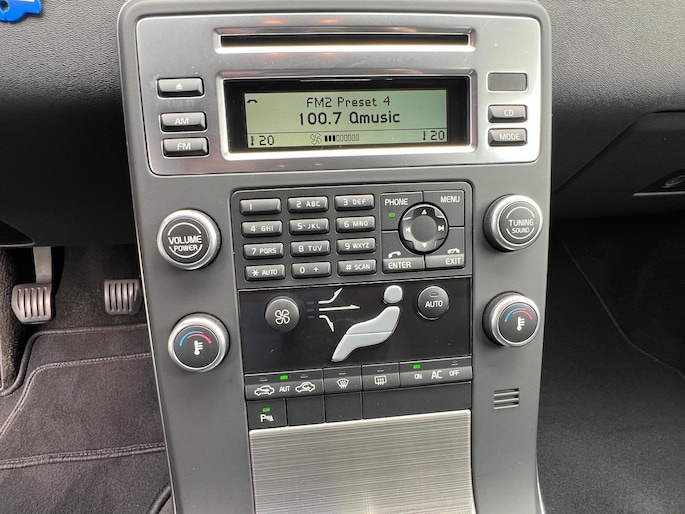 FM2 Preset 4
100.7 Qmusic
20 20
AM
FM
CD
MODE
VOLUME
POWER
TUNING
SOUND
1 2 ABC 3 DEF
4 GHI 5 JKL 6 MNO
7 PQRS 8 TUV 9 WXYZ
* AUTO 0 + # SCAN
PHONE MENU
ENTER EXIT
AUTO
AUT
ON AC OFF
P